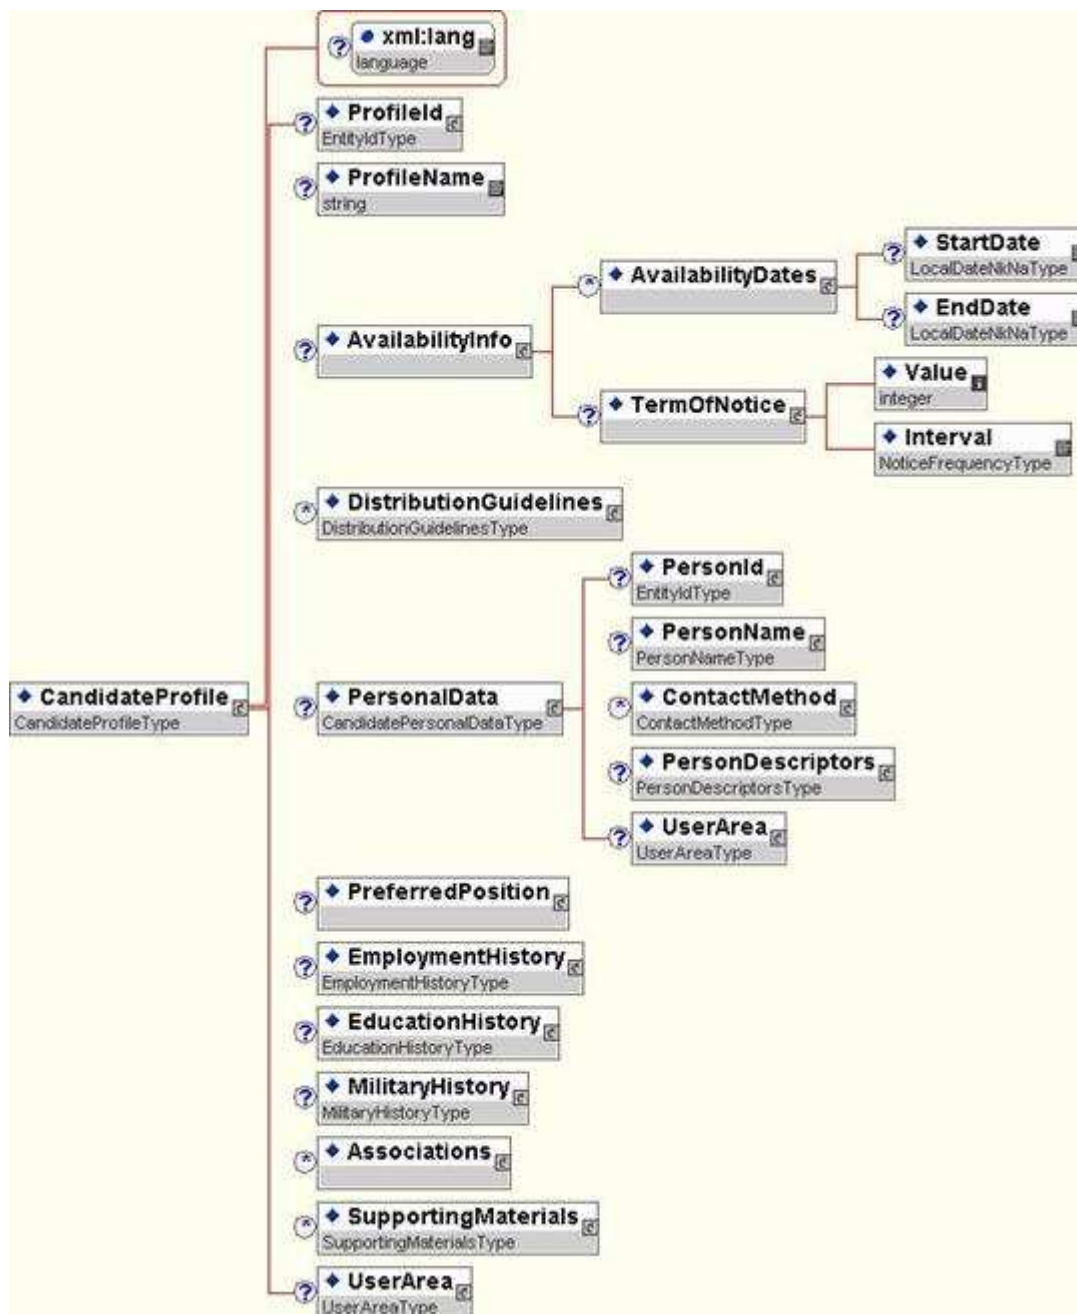 ? xml:lang
language
? ProfileId
EntityIdType
? ProfileName
string
? AvailabilityInfo
* AvailabilityDates
? StartDate
LocalDateNkNaType
? EndDate
LocalDateNkNaType
? TermOfNotice
Value
integer
Interval
NoticeFrequencyType
* DistributionGuidelines
DistributionGuidelinesType
CandidateProfile
CandidateProfileType
? PersonalData
CandidatePersonalDataType
? PersonId
EntityIdType
? PersonName
PersonNameType
* ContactMethod
ContactMethodType
? PersonDescriptors
PersonDescriptorsType
? UserArea
UserAreaType
? PreferredPosition
? EmploymentHistory
EmploymentHistoryType
? EducationHistory
EducationHistoryType
? MilitaryHistory
MilitaryHistoryType
* Associations
* SupportingMaterials
SupportingMaterialsType
? UserArea
UserAreaType